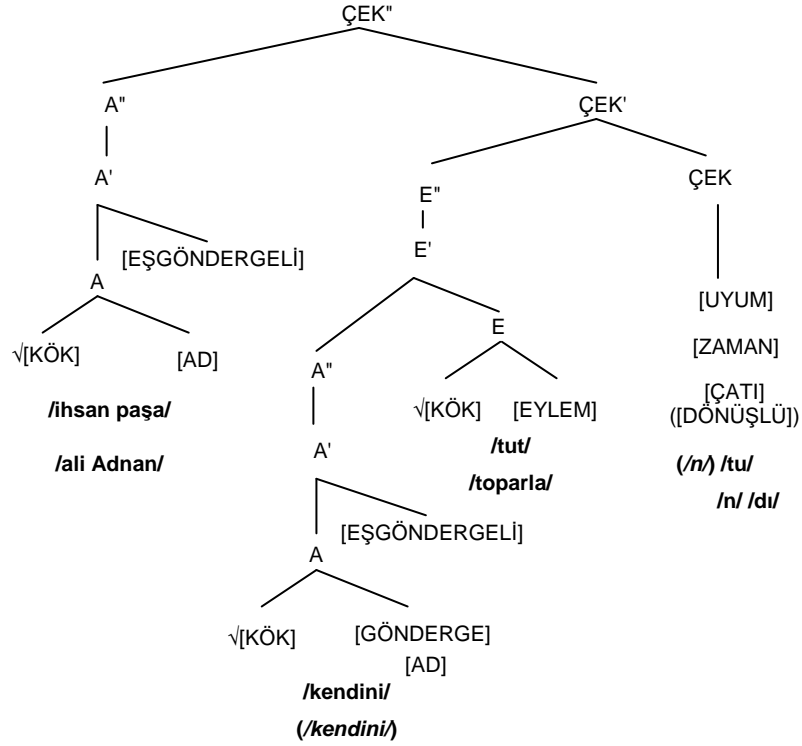 ÇEK"
A" ÇEK'
A' E" ÇEK
[EŞGÖNDERGELİ] E'
A [UYUM]
√[KÖK] [AD] A" E [ZAMAN]
/ihsan paşa/ √[KÖK] [EYLEM] [ÇATI]
([DÖNÜŞLÜ])
/ali Adnan/ A' /tut/ (/n/) /tu/
/toparla/ /n/ /dı/
[EŞGÖNDERGELİ]
A
√[KÖK] [GÖNDERGE]
[AD]
/kendini/
(/kendini/)